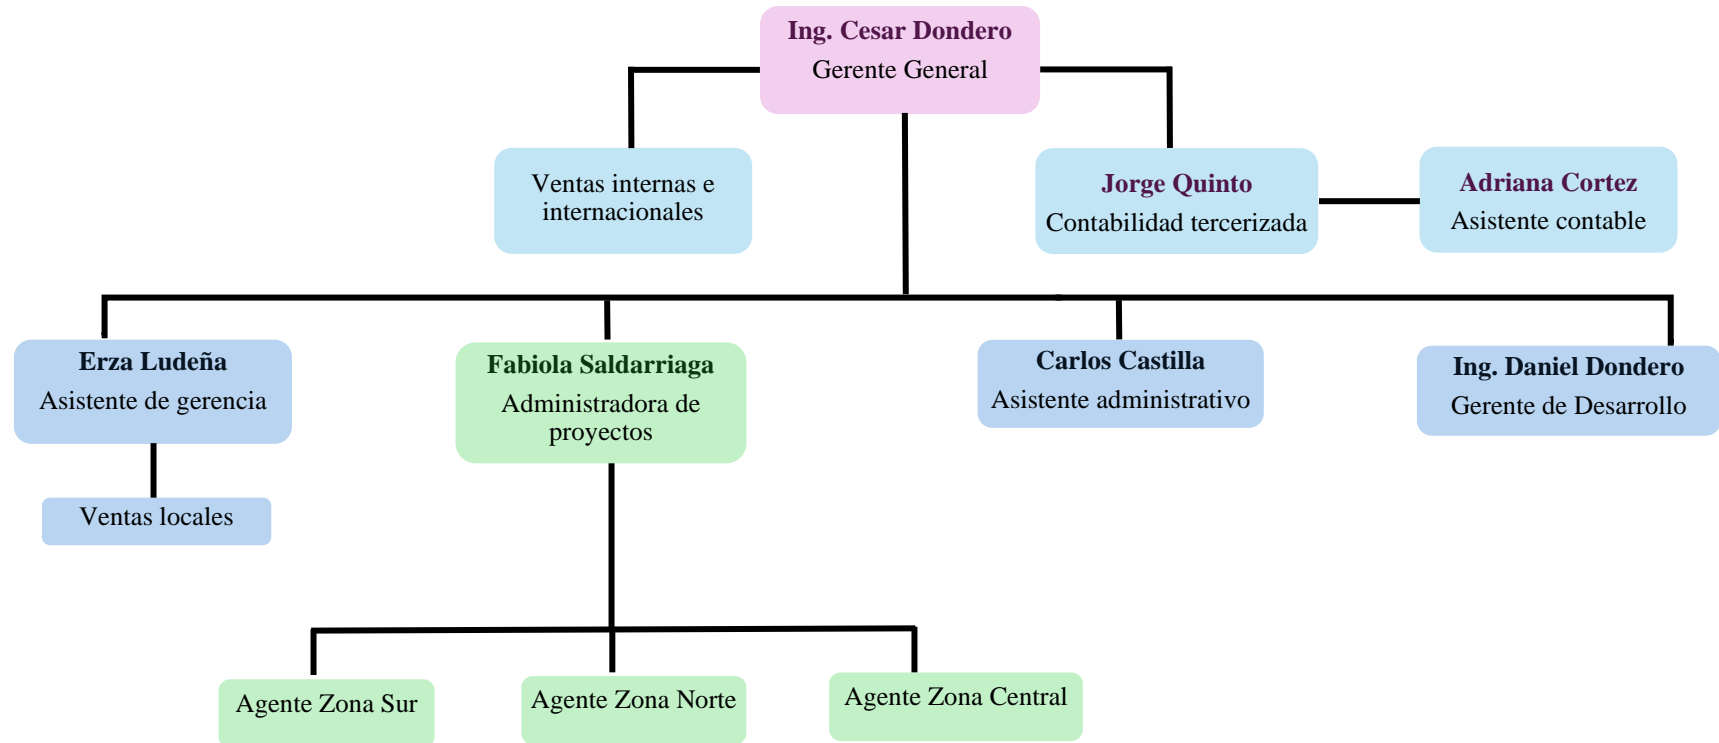 Ing. Cesar Dondero
Gerente General
Ventas internas e
internacionales
Jorge Quinto
Contabilidad tercerizada
Adriana Cortez
Asistente contable
Erza Ludeña
Asistente de gerencia
Fabiola Saldarriaga
Administradora de
proyectos
Carlos Castilla
Asistente administrativo
Ing. Daniel Dondero
Gerente de Desarrollo
Ventas locales
Agente Zona Sur
Agente Zona Norte
Agente Zona Central